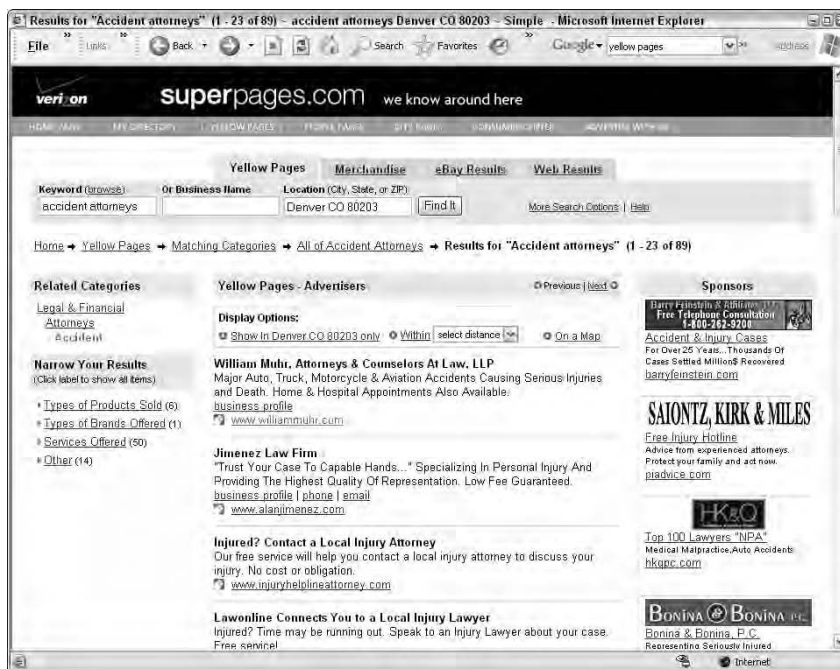 Results for "Accident attorneys" (1 - 23 of 89) - accident attorneys Denver CO 80203 - Simple - Microsoft Internet Explorer
File » Links » Back Search Favorites » Google yellow pages » Address
verizon superpages.com we know around here
Yellow Pages Merchandise eBay Results Web Results
Keyword (browse) Or Business Name Location (City, State, or ZIP)
accident attorneys Denver CO 80203 Find It More Search Options | Help
Home → Yellow Pages → Matching Categories → All of Accident Attorneys → Results for "Accident attorneys" (1 - 23 of 89)
Related Categories
Legal & Financial
Attorneys
Accident
Narrow Your Results
(Click label to show all items)
Types of Products Sold (6)
Types of Brands Offered (1)
Services Offered (50)
Other (14)
Yellow Pages - Advertisers Previous | Next
Display Options:
Show In Denver CO 80203 only Within select distance On a Map
William Muhr, Attorneys & Counselors At Law, LLP
Major Auto, Truck, Motorcycle & Aviation Accidents Causing Serious Injuries
and Death. Home & Hospital Appointments Also Available.
business profile
www.williammuhr.com
Jimenez Law Firm
"Trust Your Case To Capable Hands..." Specializing In Personal Injury And
Providing The Highest Quality Of Representation. Low Fee Guaranteed.
business profile | phone | email
www.alanjimenez.com
Injured? Contact a Local Injury Attorney
Our free service will help you contact a local injury attorney to discuss your
injury. No cost or obligation.
www.injuryhelplineattorney.com
Lawonline Connects You to a Local Injury Lawyer
Injured? Time may be running out. Speak to an Injury Lawyer about your case.
Free service!
Sponsors
Barry Feinstein & Affiliates
Free Telephone Consultation
1-800-262-9200
Accident & Injury Cases
For Over 25 Years...Thousands Of
Cases Settled Million$ Recovered
barryfeinstein.com
SAIONTZ, KIRK & MILES
Free Injury Hotline
Advice from experienced attorneys.
Protect your family and act now.
piadvice.com
HK&Q
Top 100 Lawyers "NPA"
Medical Malpractice,Auto Accidents
hkqpc.com
BONINA & BONINA P.C.
Bonina & Bonina, P.C.
Representing Seriously Injured
Internet